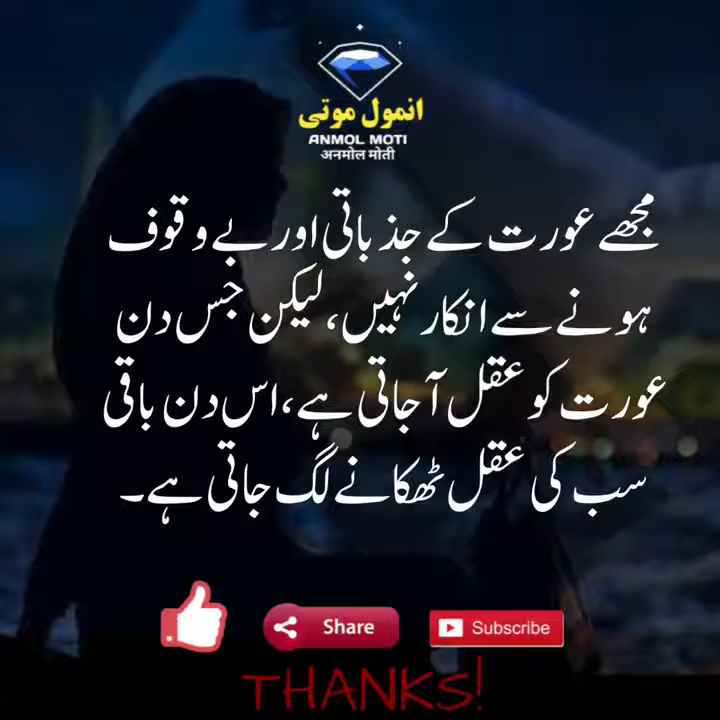 انمول موتی
ANMOL MOTI
अनमोल मोती
مجھے عورت کے جذباتی اور بے وقوف
ہونے سے انکار نہیں، لیکن جس دن
عورت کو عقل آ جاتی ہے، اس دن باقی
سب کی عقل ٹھکانے لگ جاتی ہے۔
Share
Subscribe
THANKS!